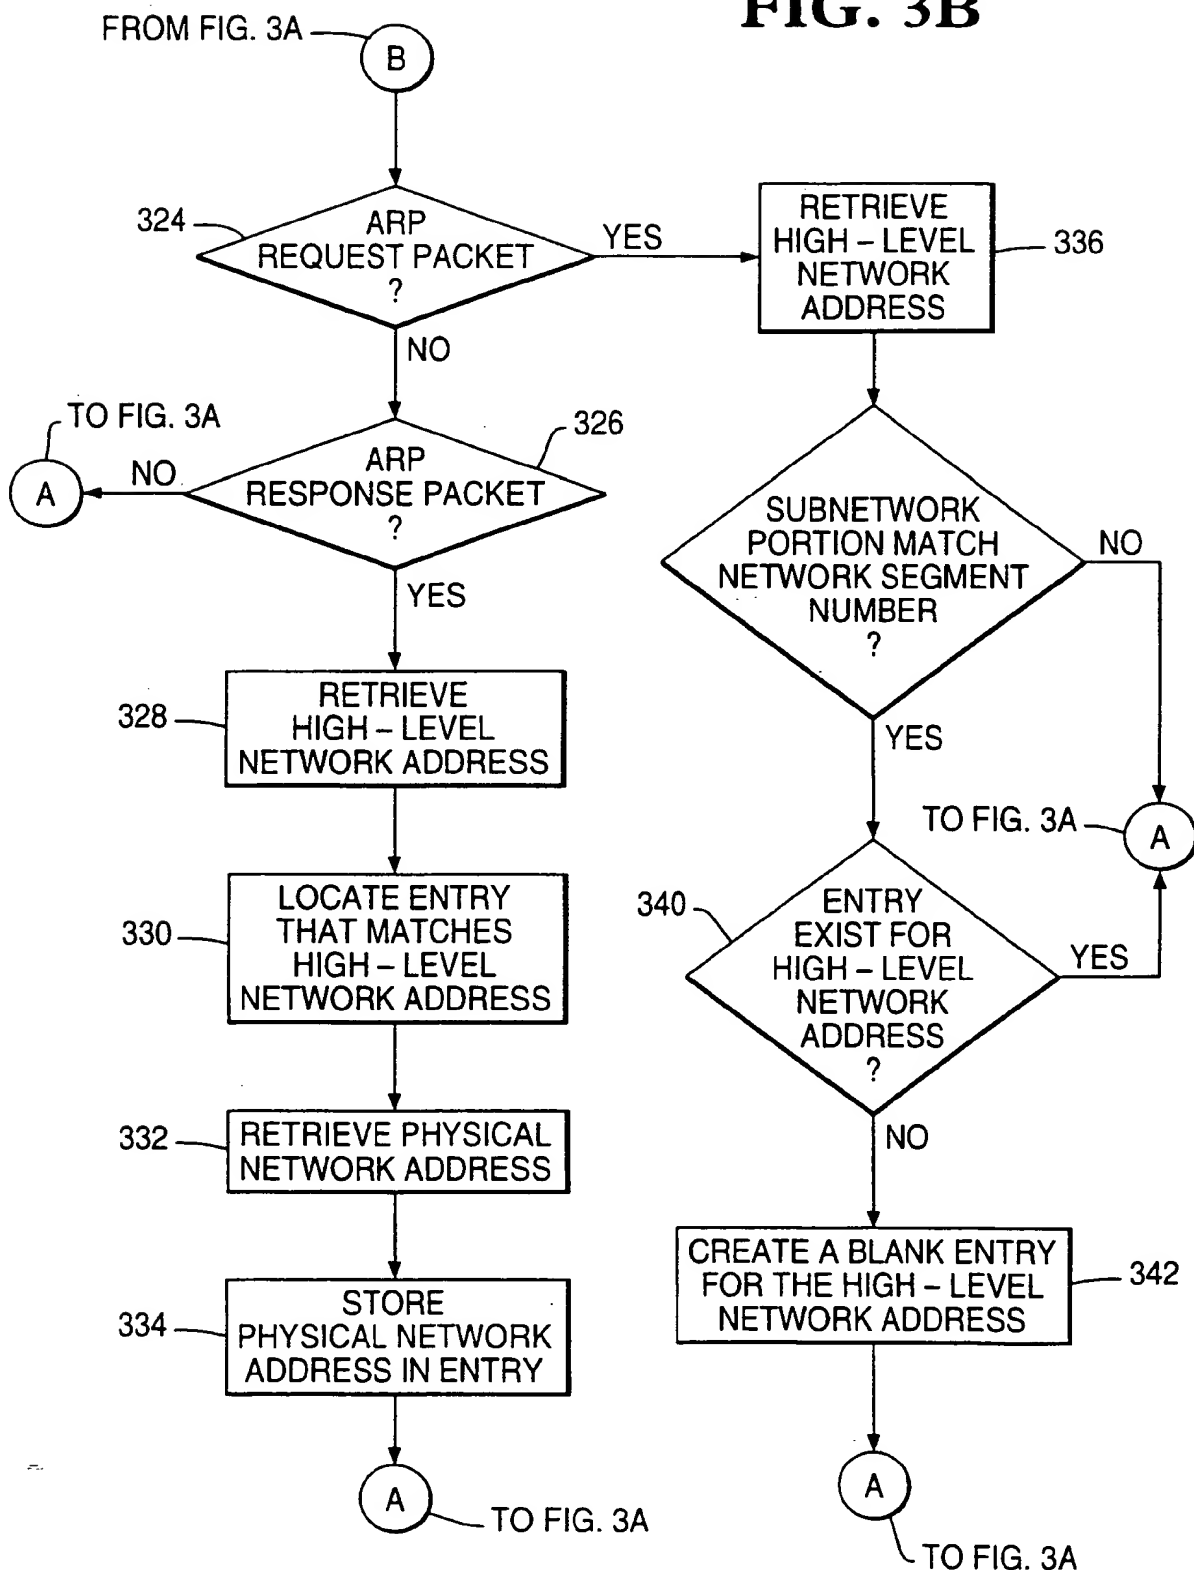 FIG. 3B
FROM FIG. 3A
B
324
ARP
REQUEST PACKET
?
YES
NO
RETRIEVE
HIGH – LEVEL
NETWORK
ADDRESS
336
TO FIG. 3A
A
NO
326
ARP
RESPONSE PACKET
?
YES
SUBNETWORK
PORTION MATCH
NETWORK SEGMENT
NUMBER
?
NO
YES
328
RETRIEVE
HIGH – LEVEL
NETWORK ADDRESS
TO FIG. 3A
A
330
LOCATE ENTRY
THAT MATCHES
HIGH – LEVEL
NETWORK ADDRESS
340
ENTRY
EXIST FOR
HIGH – LEVEL
NETWORK
ADDRESS
?
YES
NO
332
RETRIEVE PHYSICAL
NETWORK ADDRESS
334
STORE
PHYSICAL NETWORK
ADDRESS IN ENTRY
CREATE A BLANK ENTRY
FOR THE HIGH – LEVEL
NETWORK ADDRESS
342
A
TO FIG. 3A
A
TO FIG. 3A